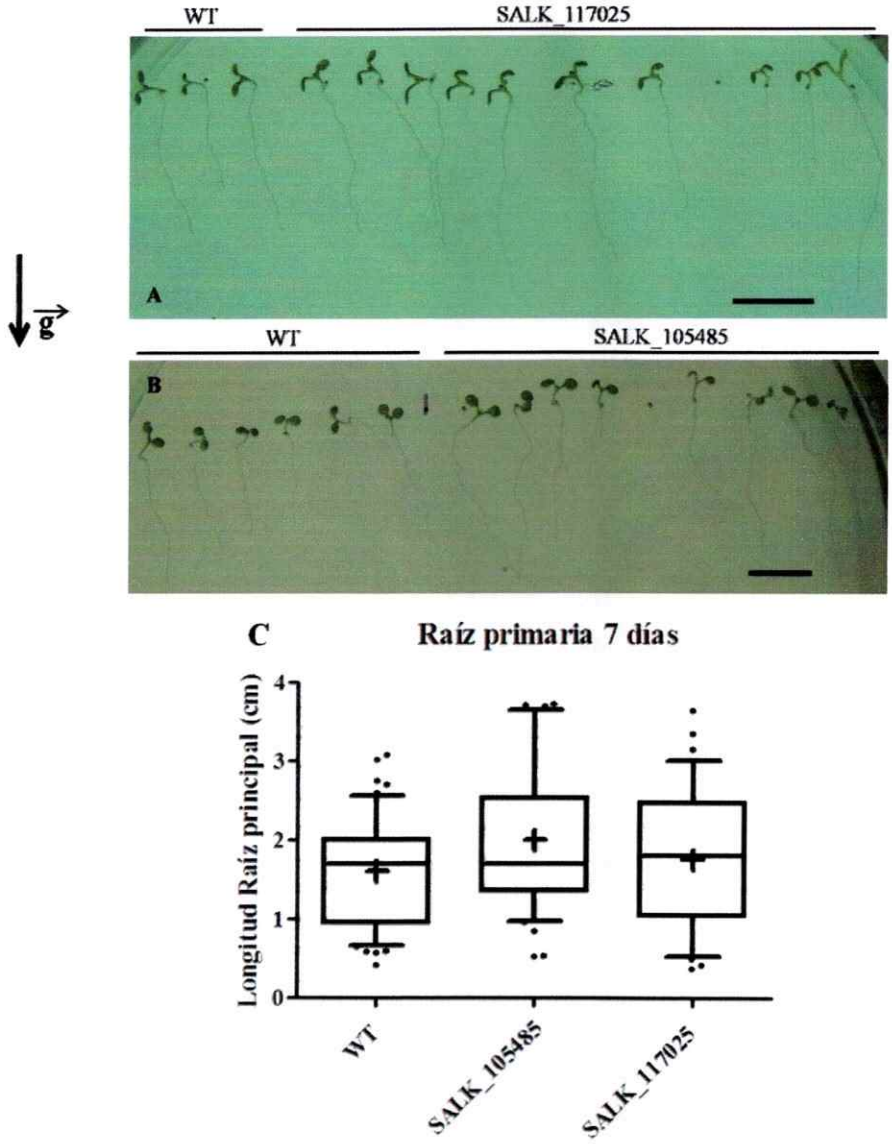 WT SALK_117025
A
g
WT SALK_105485
B
C Raíz primaria 7 días
Longitud Raíz principal (cm)
4
3
2
1
0
WT
SALK_105485
SALK_117025